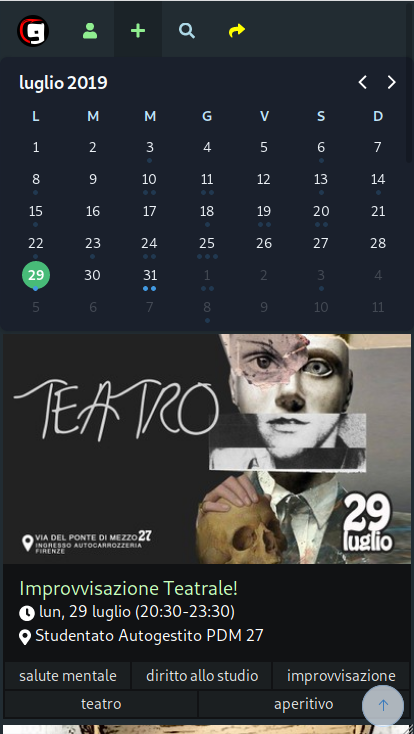 luglio 2019
L M M G V S D
1 2 3 4 5 6 7
8 9 10 11 12 13 14
15 16 17 18 19 20 21
22 23 24 25 26 27 28
29 30 31 1 2 3 4
5 6 7 8 9 10 11
TEATRO
VIA DEL PONTE DI MEZZO 27
INGRESSO AUTOCARROZZERIA
FIRENZE
29
luglio
Improvvisazione Teatrale!
lun, 29 luglio (20:30-23:30)
Studentato Autogestito PDM 27
salute mentale diritto allo studio improvvisazione
teatro aperitivo